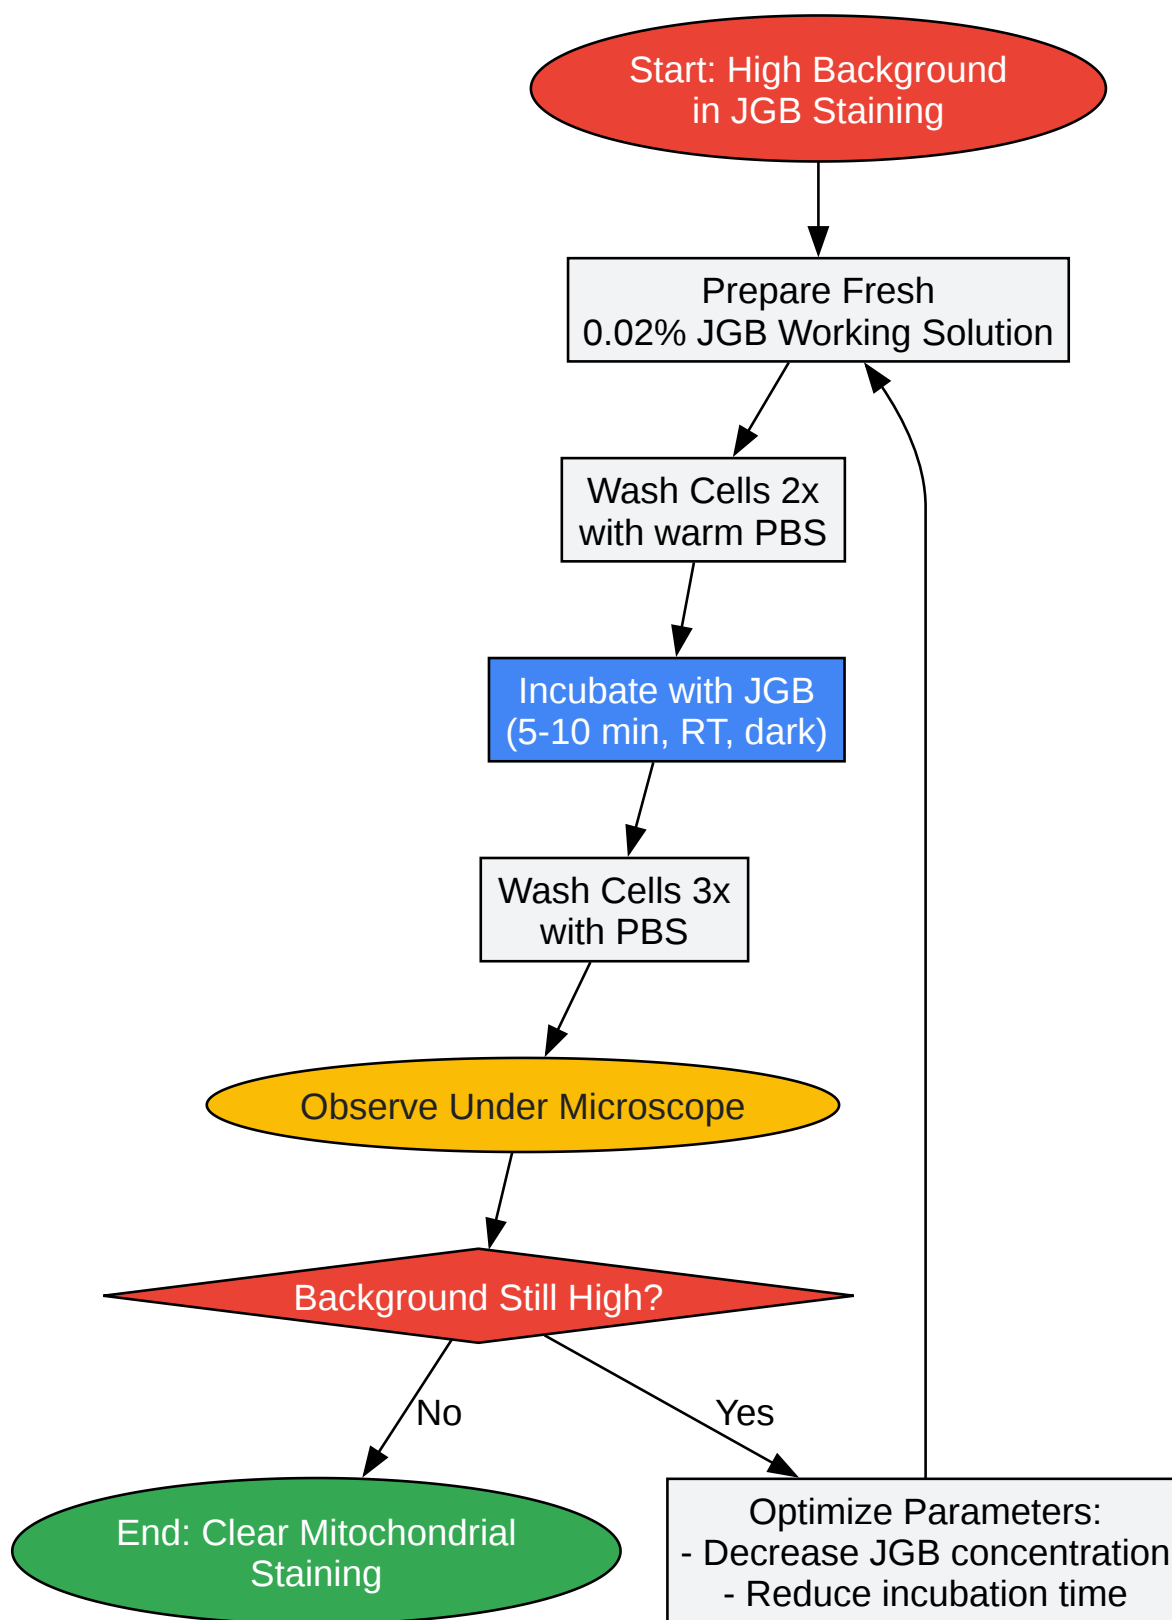 Start: High Background
in JGB Staining
Prepare Fresh
0.02% JGB Working Solution
Wash Cells 2x
with warm PBS
Incubate with JGB
(5-10 min, RT, dark)
Wash Cells 3x
with PBS
Observe Under Microscope
Background Still High?
No
Yes
End: Clear Mitochondrial
Staining
Optimize Parameters:
- Decrease JGB concentration
- Reduce incubation time